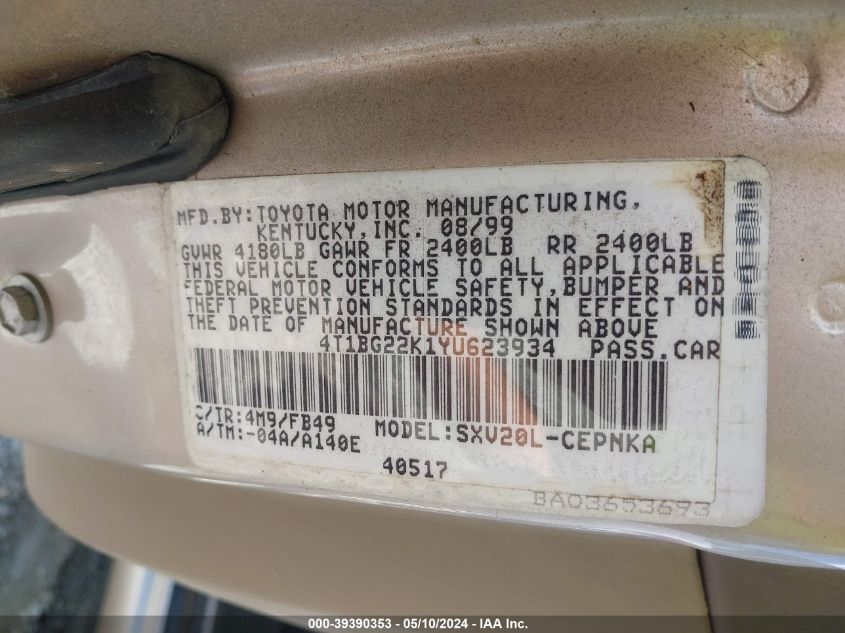 MFD.BY:TOYOTA MOTOR MANUFACTURING,
KENTUCKY,INC. 08/99
GVWR 4180LB GAWR FR 2400LB RR 2400LB
THIS VEHICLE CONFORMS TO ALL APPLICABLE
FEDERAL MOTOR VEHICLE SAFETY,BUMPER AND
THEFT PREVENTION STANDARDS IN EFFECT ON
THE DATE OF MANUFACTURE SHOWN ABOVE
4T1BG22K1YU623934 PASS.CAR
C/TR:4M9/FB49
A/TM:-04A/A140E MODEL:SXV20L-CEPNKA
40517
BA03653693
000-39390353 - 05/10/2024 - IAA Inc.